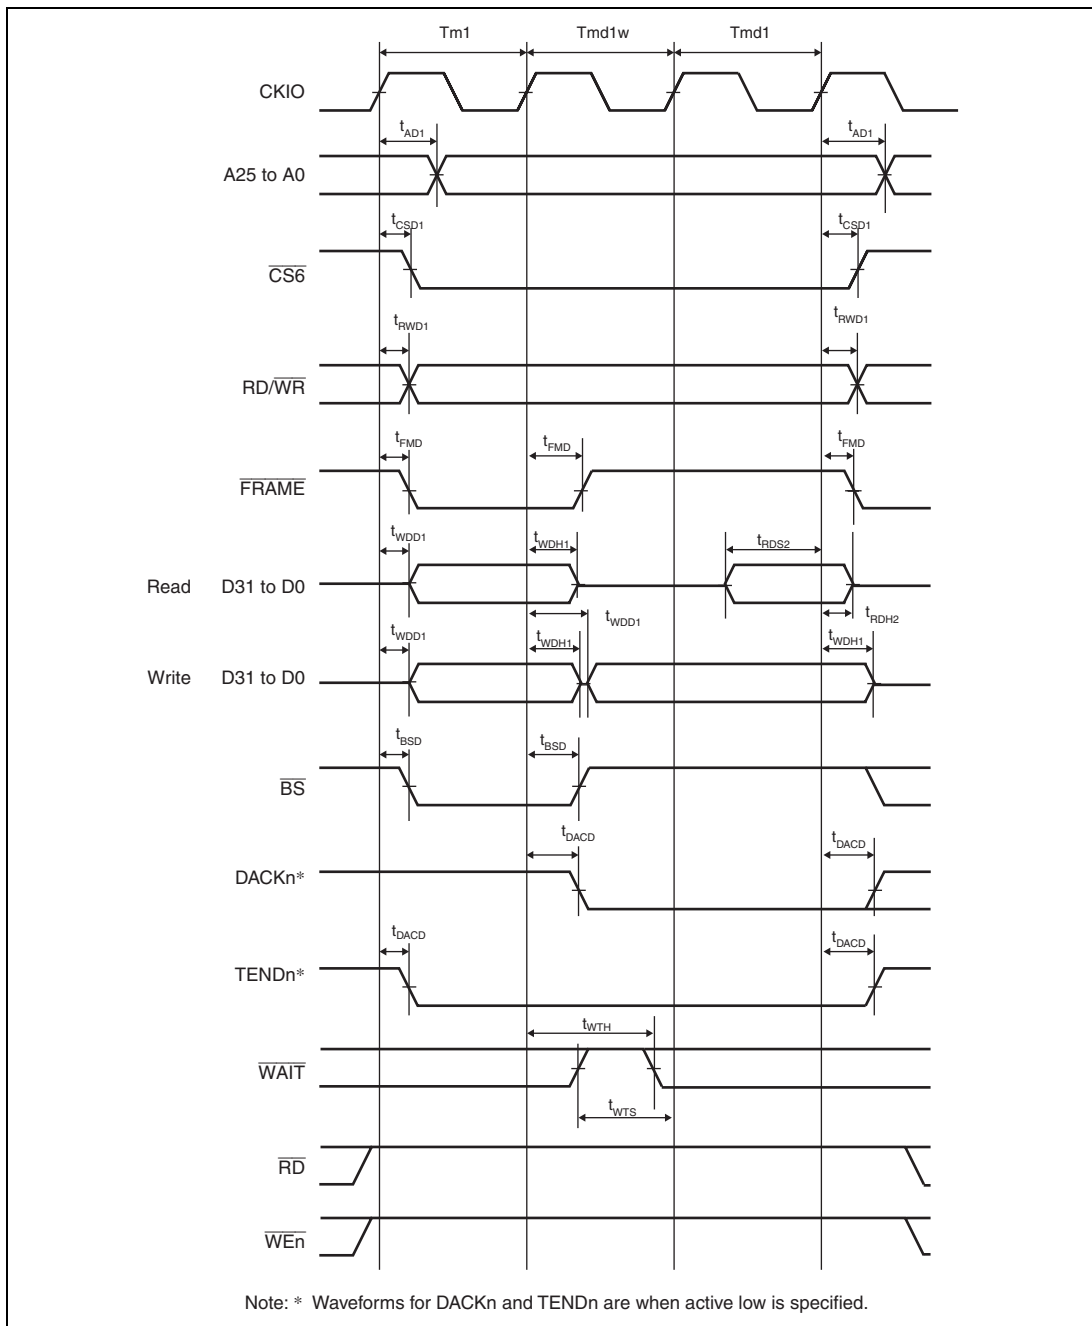 Tm1 Tmd1w Tmd1
CKIO
tAD1 tAD1
A25 to A0
tCSD1 tCSD1
CS6
tRWD1 tRWD1
RD/WR
tFMD tFMD tFMD
FRAME
tWDD1 tWDH1 tRDS2
Read D31 to D0
tWDD1 tRDH2
tWDD1 tWDH1 tWDH1
Write D31 to D0
tBSD tBSD
BS
tDACD tDACD
DACKn*
tDACD tDACD
TENDn*
tWTH
WAIT
tWTS
RD
WEn
Note: * Waveforms for DACKn and TENDn are when active low is specified.